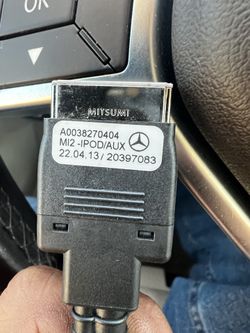 OK
MITSUMI
A0038270404
MI2 -IPOD/AUX
22.04.13 / 20397083